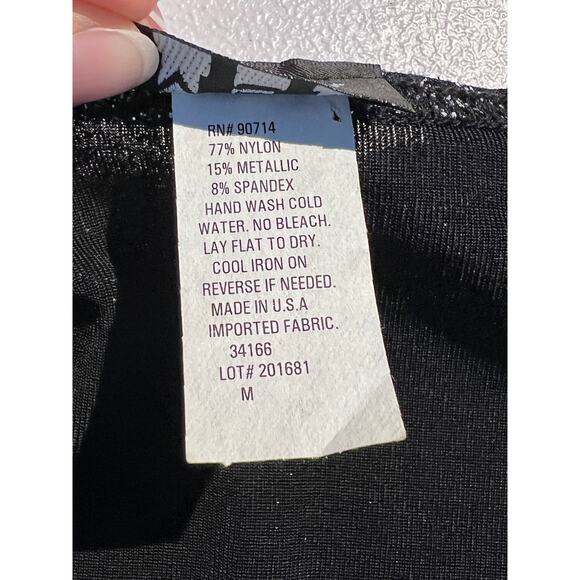 RN# 90714
77% NYLON
15% METALLIC
8% SPANDEX
HAND WASH COLD
WATER. NO BLEACH.
LAY FLAT TO DRY.
COOL IRON ON
REVERSE IF NEEDED.
MADE IN U.S.A
IMPORTED FABRIC.
34166
LOT# 201681
M